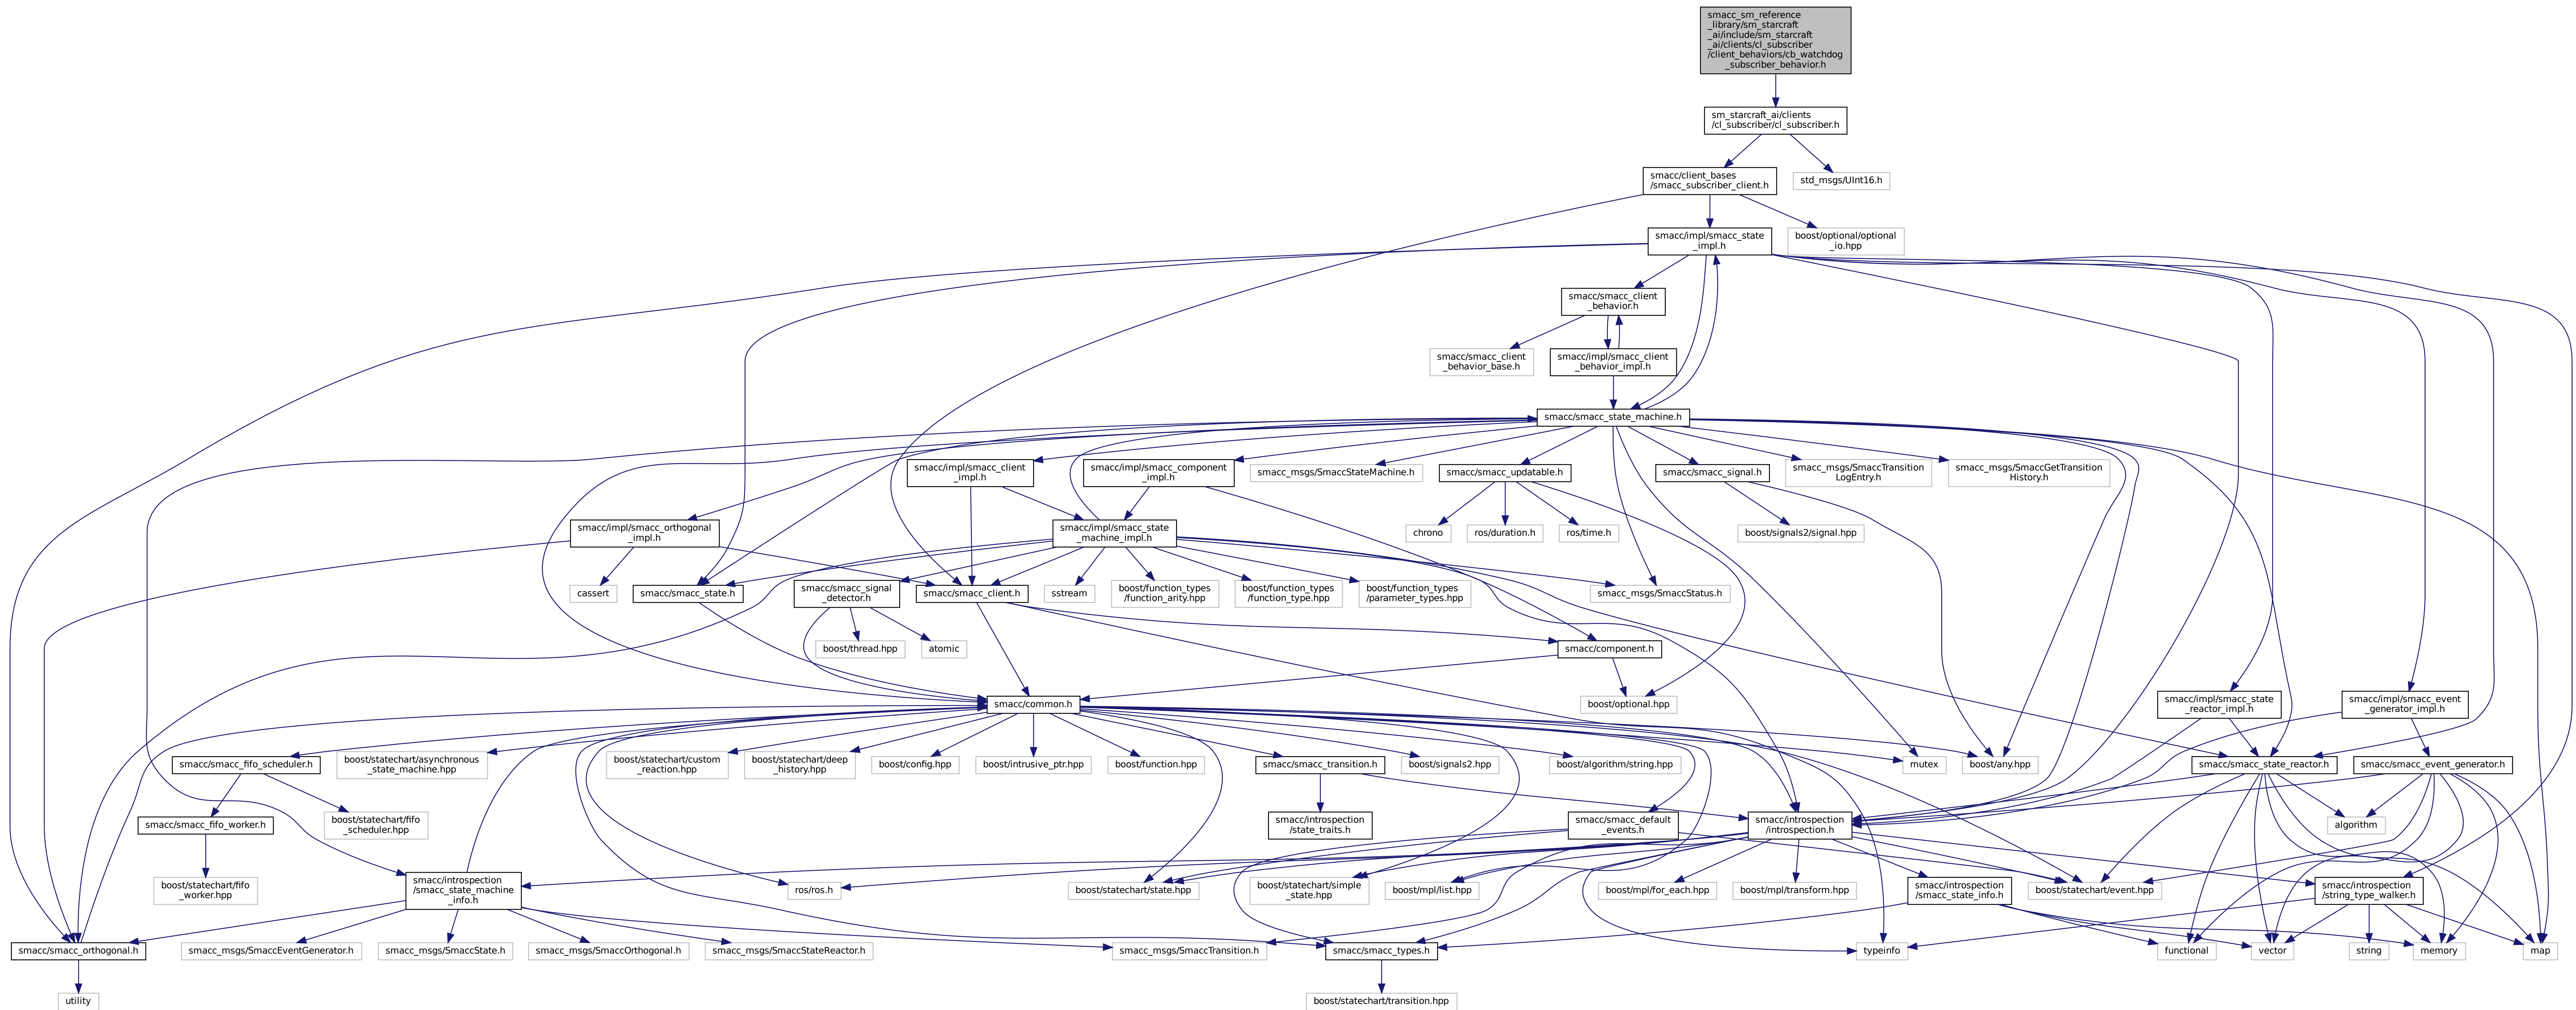 smacc_sm_reference
_library/sm_starcraft
_ai/include/sm_starcraft
_ai/clients/cl_subscriber
/client_behaviors/cb_watchdog
_subscriber_behavior.h
sm_starcraft_ai/clients
/cl_subscriber/cl_subscriber.h
smacc/client_bases
/smacc_subscriber_client.h
std_msgs/UInt16.h
smacc/impl/smacc_state
_impl.h
boost/optional/optional
_io.hpp
smacc/smacc_client
_behavior.h
smacc/smacc_client
_behavior_base.h
smacc/impl/smacc_client
_behavior_impl.h
smacc/smacc_state_machine.h
smacc/impl/smacc_client
_impl.h
smacc/impl/smacc_component
_impl.h
smacc_msgs/SmaccStateMachine.h
smacc/smacc_updatable.h
smacc/smacc_signal.h
smacc_msgs/SmaccTransition
LogEntry.h
smacc_msgs/SmaccGetTransition
History.h
smacc/impl/smacc_orthogonal
_impl.h
smacc/impl/smacc_state
_machine_impl.h
chrono
ros/duration.h
ros/time.h
boost/signals2/signal.hpp
cassert
smacc/smacc_state.h
smacc/smacc_signal
_detector.h
smacc/smacc_client.h
sstream
boost/function_types
/function_arity.hpp
boost/function_types
/function_type.hpp
boost/function_types
/parameter_types.hpp
smacc_msgs/SmaccStatus.h
boost/thread.hpp
atomic
smacc/component.h
smacc/common.h
boost/optional.hpp
smacc/impl/smacc_state
_reactor_impl.h
smacc/impl/smacc_event
_generator_impl.h
smacc/smacc_fifo_scheduler.h
boost/statechart/asynchronous
_state_machine.hpp
boost/statechart/custom
_reaction.hpp
boost/statechart/deep
_history.hpp
boost/config.hpp
boost/intrusive_ptr.hpp
boost/function.hpp
smacc/smacc_transition.h
boost/signals2.hpp
boost/algorithm/string.hpp
mutex
boost/any.hpp
smacc/smacc_state_reactor.h
smacc/smacc_event_generator.h
smacc/smacc_fifo_worker.h
boost/statechart/fifo
_scheduler.hpp
smacc/introspection
/state_traits.h
smacc/smacc_default
_events.h
smacc/introspection
/introspection.h
algorithm
boost/statechart/fifo
_worker.hpp
smacc/introspection
/smacc_state_machine
_info.h
ros/ros.h
boost/statechart/state.hpp
boost/statechart/simple
_state.hpp
boost/mpl/list.hpp
boost/mpl/for_each.hpp
boost/mpl/transform.hpp
smacc/introspection
/smacc_state_info.h
boost/statechart/event.hpp
smacc/introspection
/string_type_walker.h
smacc/smacc_orthogonal.h
smacc_msgs/SmaccEventGenerator.h
smacc_msgs/SmaccState.h
smacc_msgs/SmaccOrthogonal.h
smacc_msgs/SmaccStateReactor.h
smacc_msgs/SmaccTransition.h
smacc/smacc_types.h
typeinfo
functional
vector
string
memory
map
utility
boost/statechart/transition.hpp